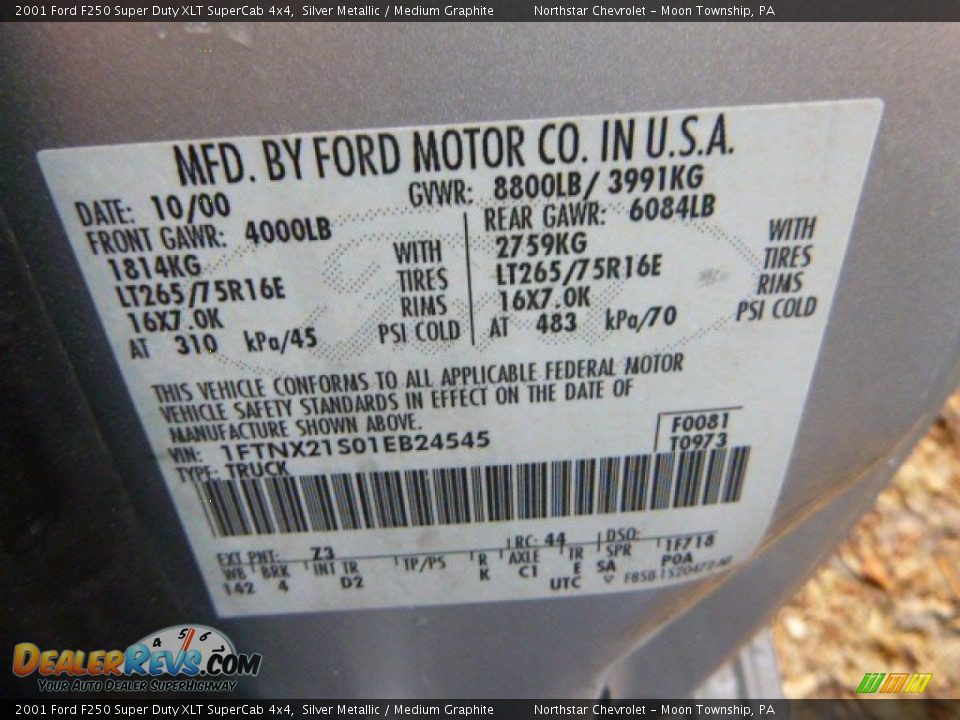 2001 Ford F250 Super Duty XLT SuperCab 4x4, Silver Metallic / Medium Graphite Northstar Chevrolet - Moon Township, PA
MFD. BY FORD MOTOR CO. IN U.S.A.
DATE: 10/00 GVWR: 8800LB/ 3991KG
FRONT GAWR: 4000LB REAR GAWR: 6084LB
1814KG WITH 2759KG WITH
LT265/75R16E TIRES LT265/75R16E TIRES
16X7.0K RIMS 16X7.0K RIMS
AT 310 kPa/45 PSI COLD AT 483 kPa/70 PSI COLD
THIS VEHICLE CONFORMS TO ALL APPLICABLE FEDERAL MOTOR
VEHICLE SAFETY STANDARDS IN EFFECT ON THE DATE OF
MANUFACTURE SHOWN ABOVE.
VIN: 1FTNX21S01EB24545 F0081
TYPE: TRUCK T0973
EXT PNT: Z3 RC: 44 DSO:
WB BRK INT TR TP/PS R AXLE TR SPR 1F718
142 4 D2 K C1 E SA POA
UTC
DEALERREVS.COM
YOUR AUTO DEALER SUPERHIGHWAY
2001 Ford F250 Super Duty XLT SuperCab 4x4, Silver Metallic / Medium Graphite Northstar Chevrolet - Moon Township, PA